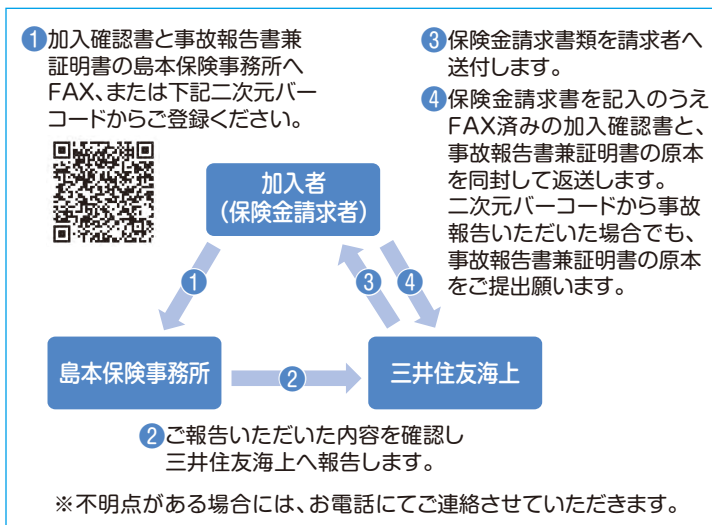 ①加入確認書と事故報告書兼
証明書の島本保険事務所へ
FAX、または下記二次元バー
コードからご登録ください。
③保険金請求書類を請求者へ
送付します。
④保険金請求書を記入のうえ
FAX済みの加入確認書と、
事故報告書兼証明書の原本
を同封して返送します。
二次元バーコードから事故
報告いただいた場合でも、
事故報告書兼証明書の原本
をご提出願います。
加入者
(保険金請求者)
①
③
④
島本保険事務所
②
三井住友海上
②ご報告いただいた内容を確認し
三井住友海上へ報告します。
※不明点がある場合には、お電話にてご連絡させていただきます。